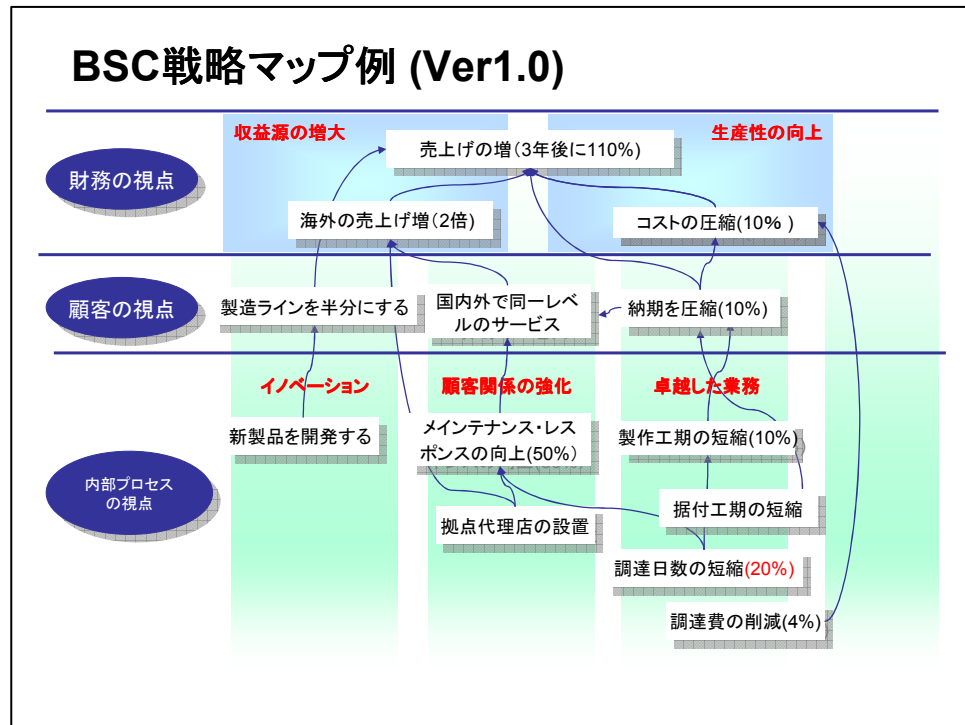 BSC戦略マップ例 (Ver1.0)
収益源の増大
生産性の向上
財務の視点
売上げの増(3年後に110%)
海外の売上げ増(2倍)
コストの圧縮(10% )
顧客の視点
製造ラインを半分にする
国内外で同一レベ
ルのサービス
納期を圧縮(10%)
イノベーション
顧客関係の強化
卓越した業務
新製品を開発する
メインテナンス・レス
ポンスの向上(50%)
製作工期の短縮(10%)
内部プロセス
の視点
拠点代理店の設置
据付工期の短縮
調達日数の短縮(20%)
調達費の削減(4%)